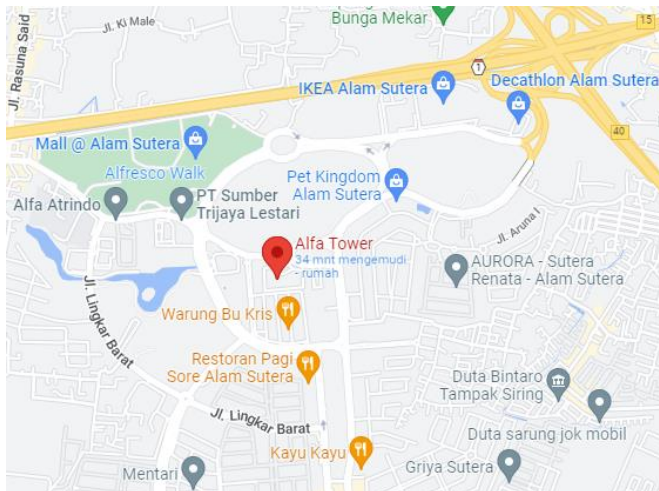 Bunga Mekar
Jl. Ki Male
15
Jl. Rasuna Said
1
IKEA Alam Sutera
Decathlon Alam Sutera
40
Mall @ Alam Sutera
Alfresco Walk
Pet Kingdom
Alam Sutera
Alfa Atrindo
PT Sumber
Trijaya Lestari
Jl. Aruna I
Alfa Tower
34 mnt mengemudi
- rumah
AURORA - Sutera
Renata - Alam Sutera
Jl. Lingkar Barat
Warung Bu Kris
Restoran Pagi
Sore Alam Sutera
Duta Bintaro
Tampak Siring
Jl. Lingkar Barat
Duta sarung jok mobil
Kayu Kayu
Mentari
Griya Sutera